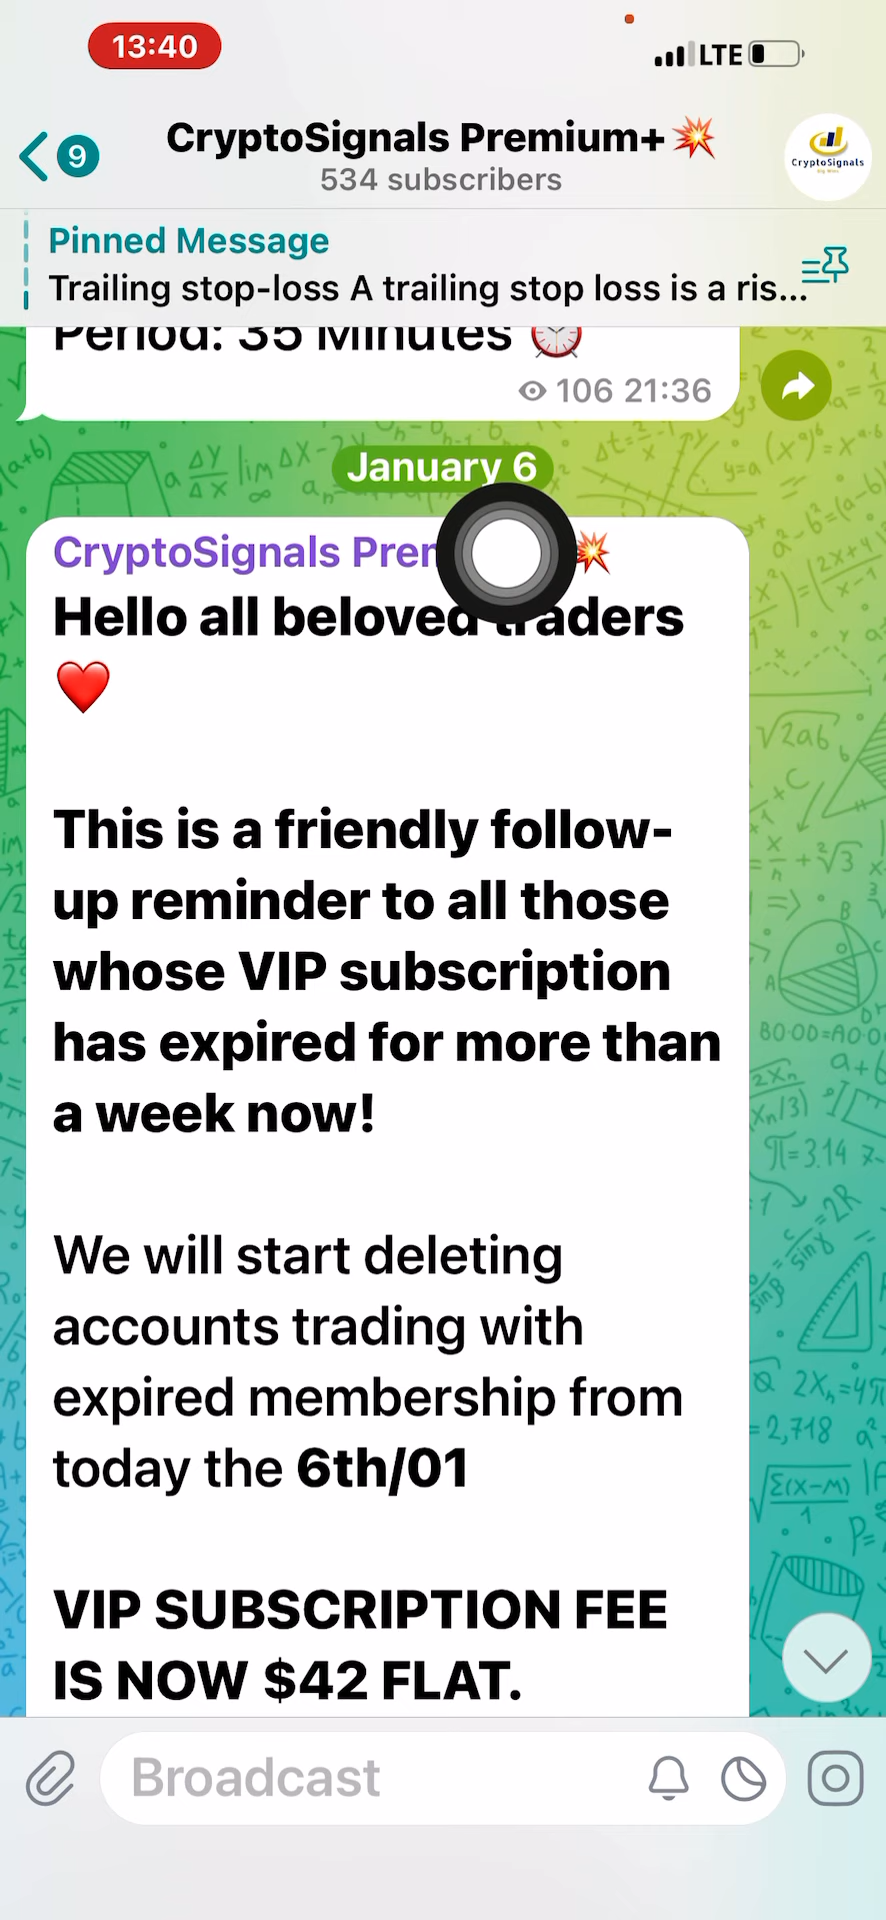 13:40
LTE
9
CryptoSignals Premium+💥
534 subscribers
CryptoSignals
Pinned Message
Trailing stop-loss A trailing stop loss is a ris...
Period: 35 Minutes ⏰
106 21:36
January 6
CryptoSignals Prem 💥
Hello all beloved traders
❤️
This is a friendly follow-
up reminder to all those
whose VIP subscription
has expired for more than
a week now!
We will start deleting
accounts trading with
expired membership from
today the 6th/01
VIP SUBSCRIPTION FEE
IS NOW $42 FLAT.
Broadcast